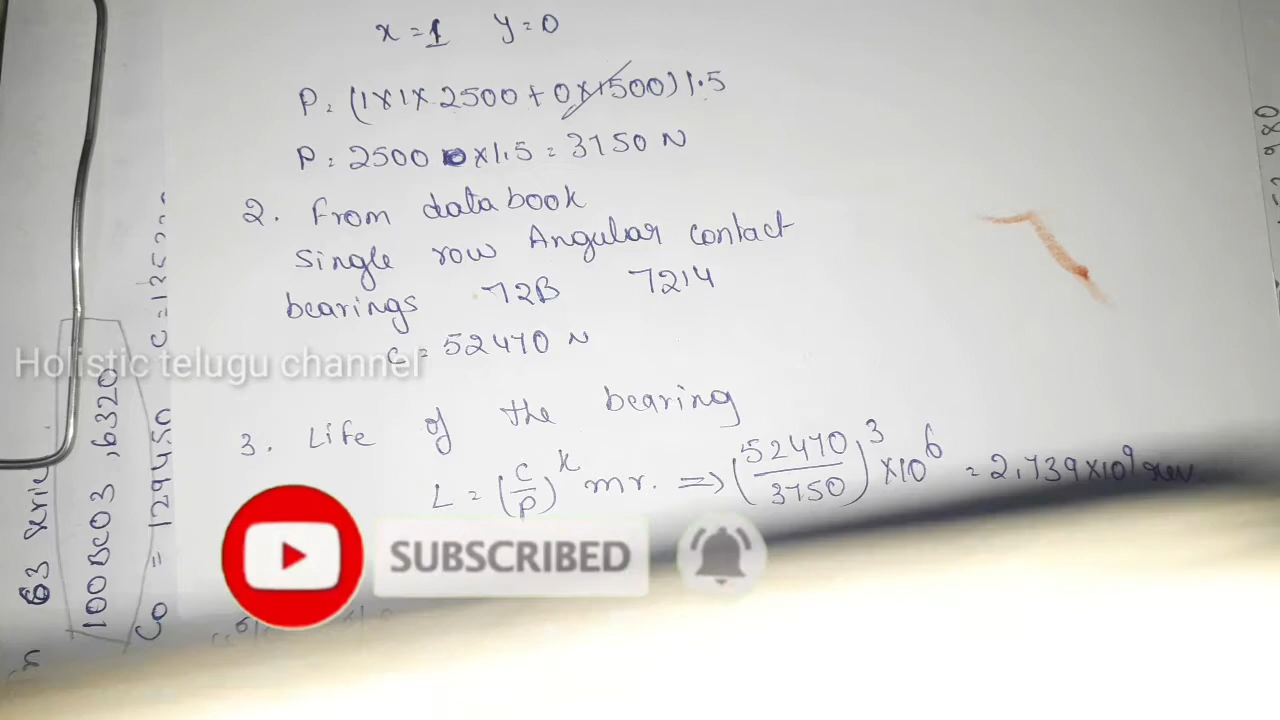 x = 1 y = 0
P = (1×1×2500 + 0×1500) 1.5
P = 2500 ×1.5 = 3750 N
2. From data book
single row Angular contact
bearings 72B 7214
C = 52470 N
Holistic telugu channel
3. Life of the bearing
L = (C/P)^k mr. => (52470/3750)^3 ×10^6 = 2.739×10^9 rev.
SUBSCRIBED
in 63 serie
100BC03, 6320
Co = 129450